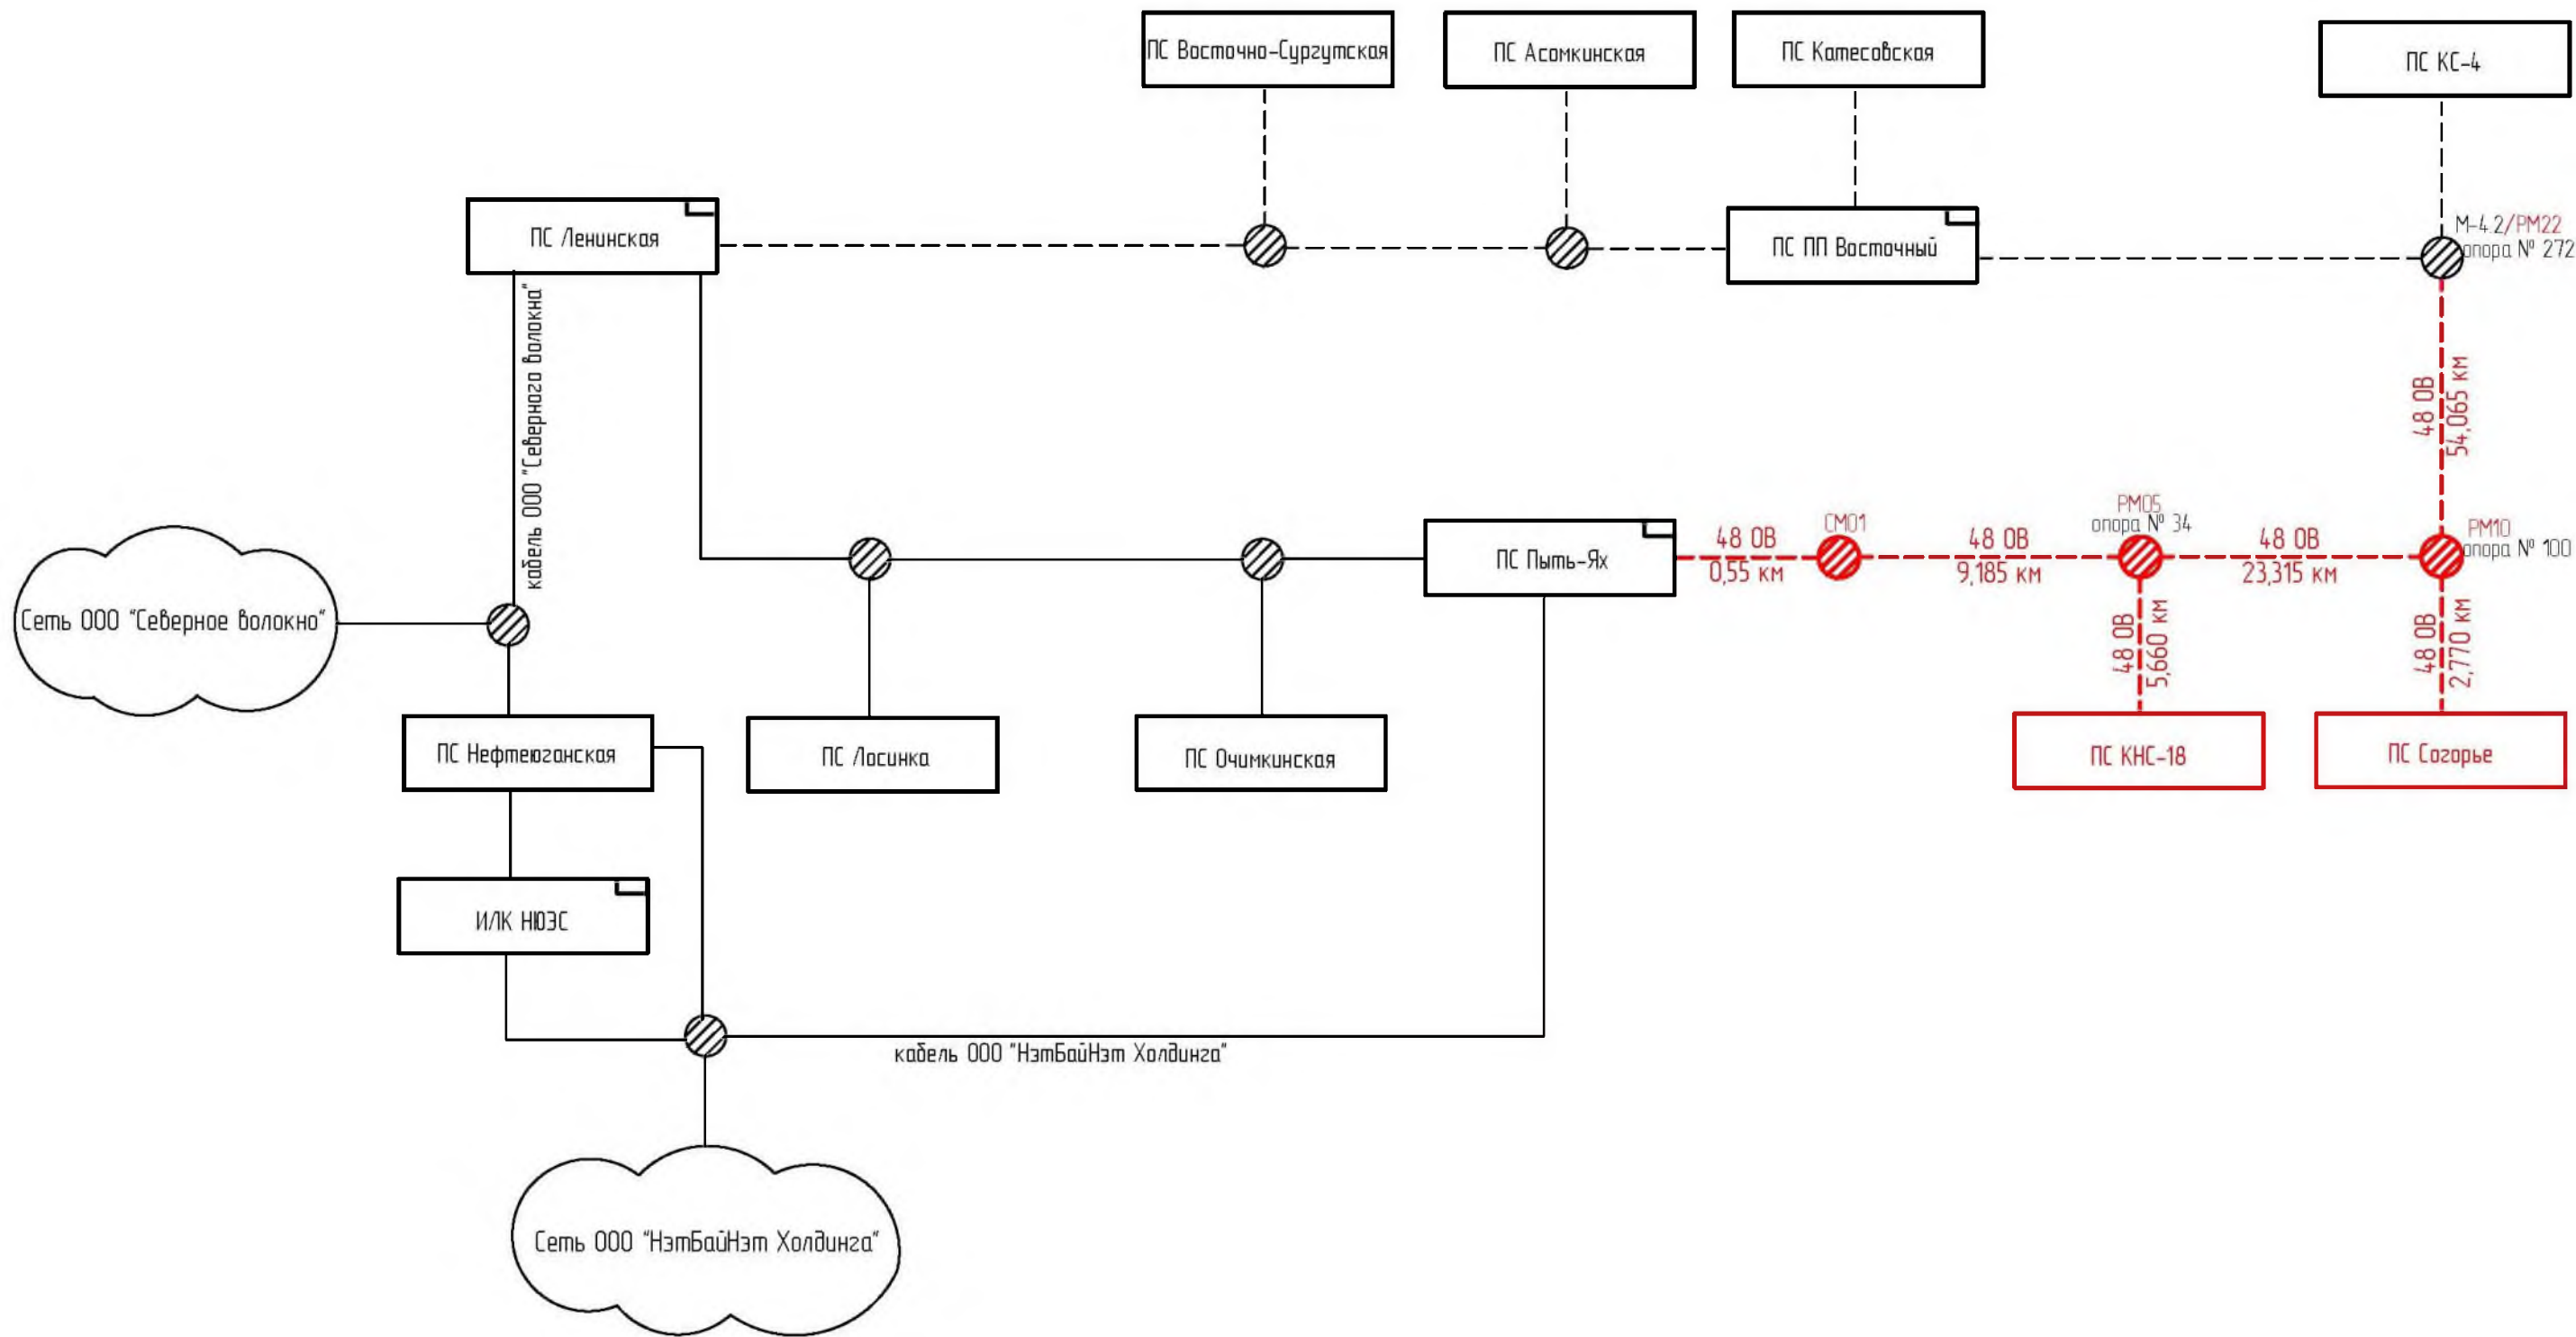 ПС Восточно-Сургутская
ПС Асомкинская
ПС Катесовская
ПС КС-4
ПС Ленинская
ПС ПП Восточный
М-4.2/РМ22
опора № 272
кабель ООО "Северного волокна"
48 ОВ
54,065 км
Сеть ООО "Северное волокно"
ПС Пыть-Ях
48 ОВ
0,55 км
СМ01
48 ОВ
9,185 км
РМ05
опора № 34
48 ОВ
23,315 км
РМ10
опора № 100
48 ОВ
5,660 км
48 ОВ
2,770 км
ПС Нефтеюганская
ПС Лосинка
ПС Очимкинская
ПС КНС-18
ПС Согорье
ИЛК НЮЭС
кабель ООО "НэтБайНэт Холдинга"
Сеть ООО "НэтБайНэт Холдинга"